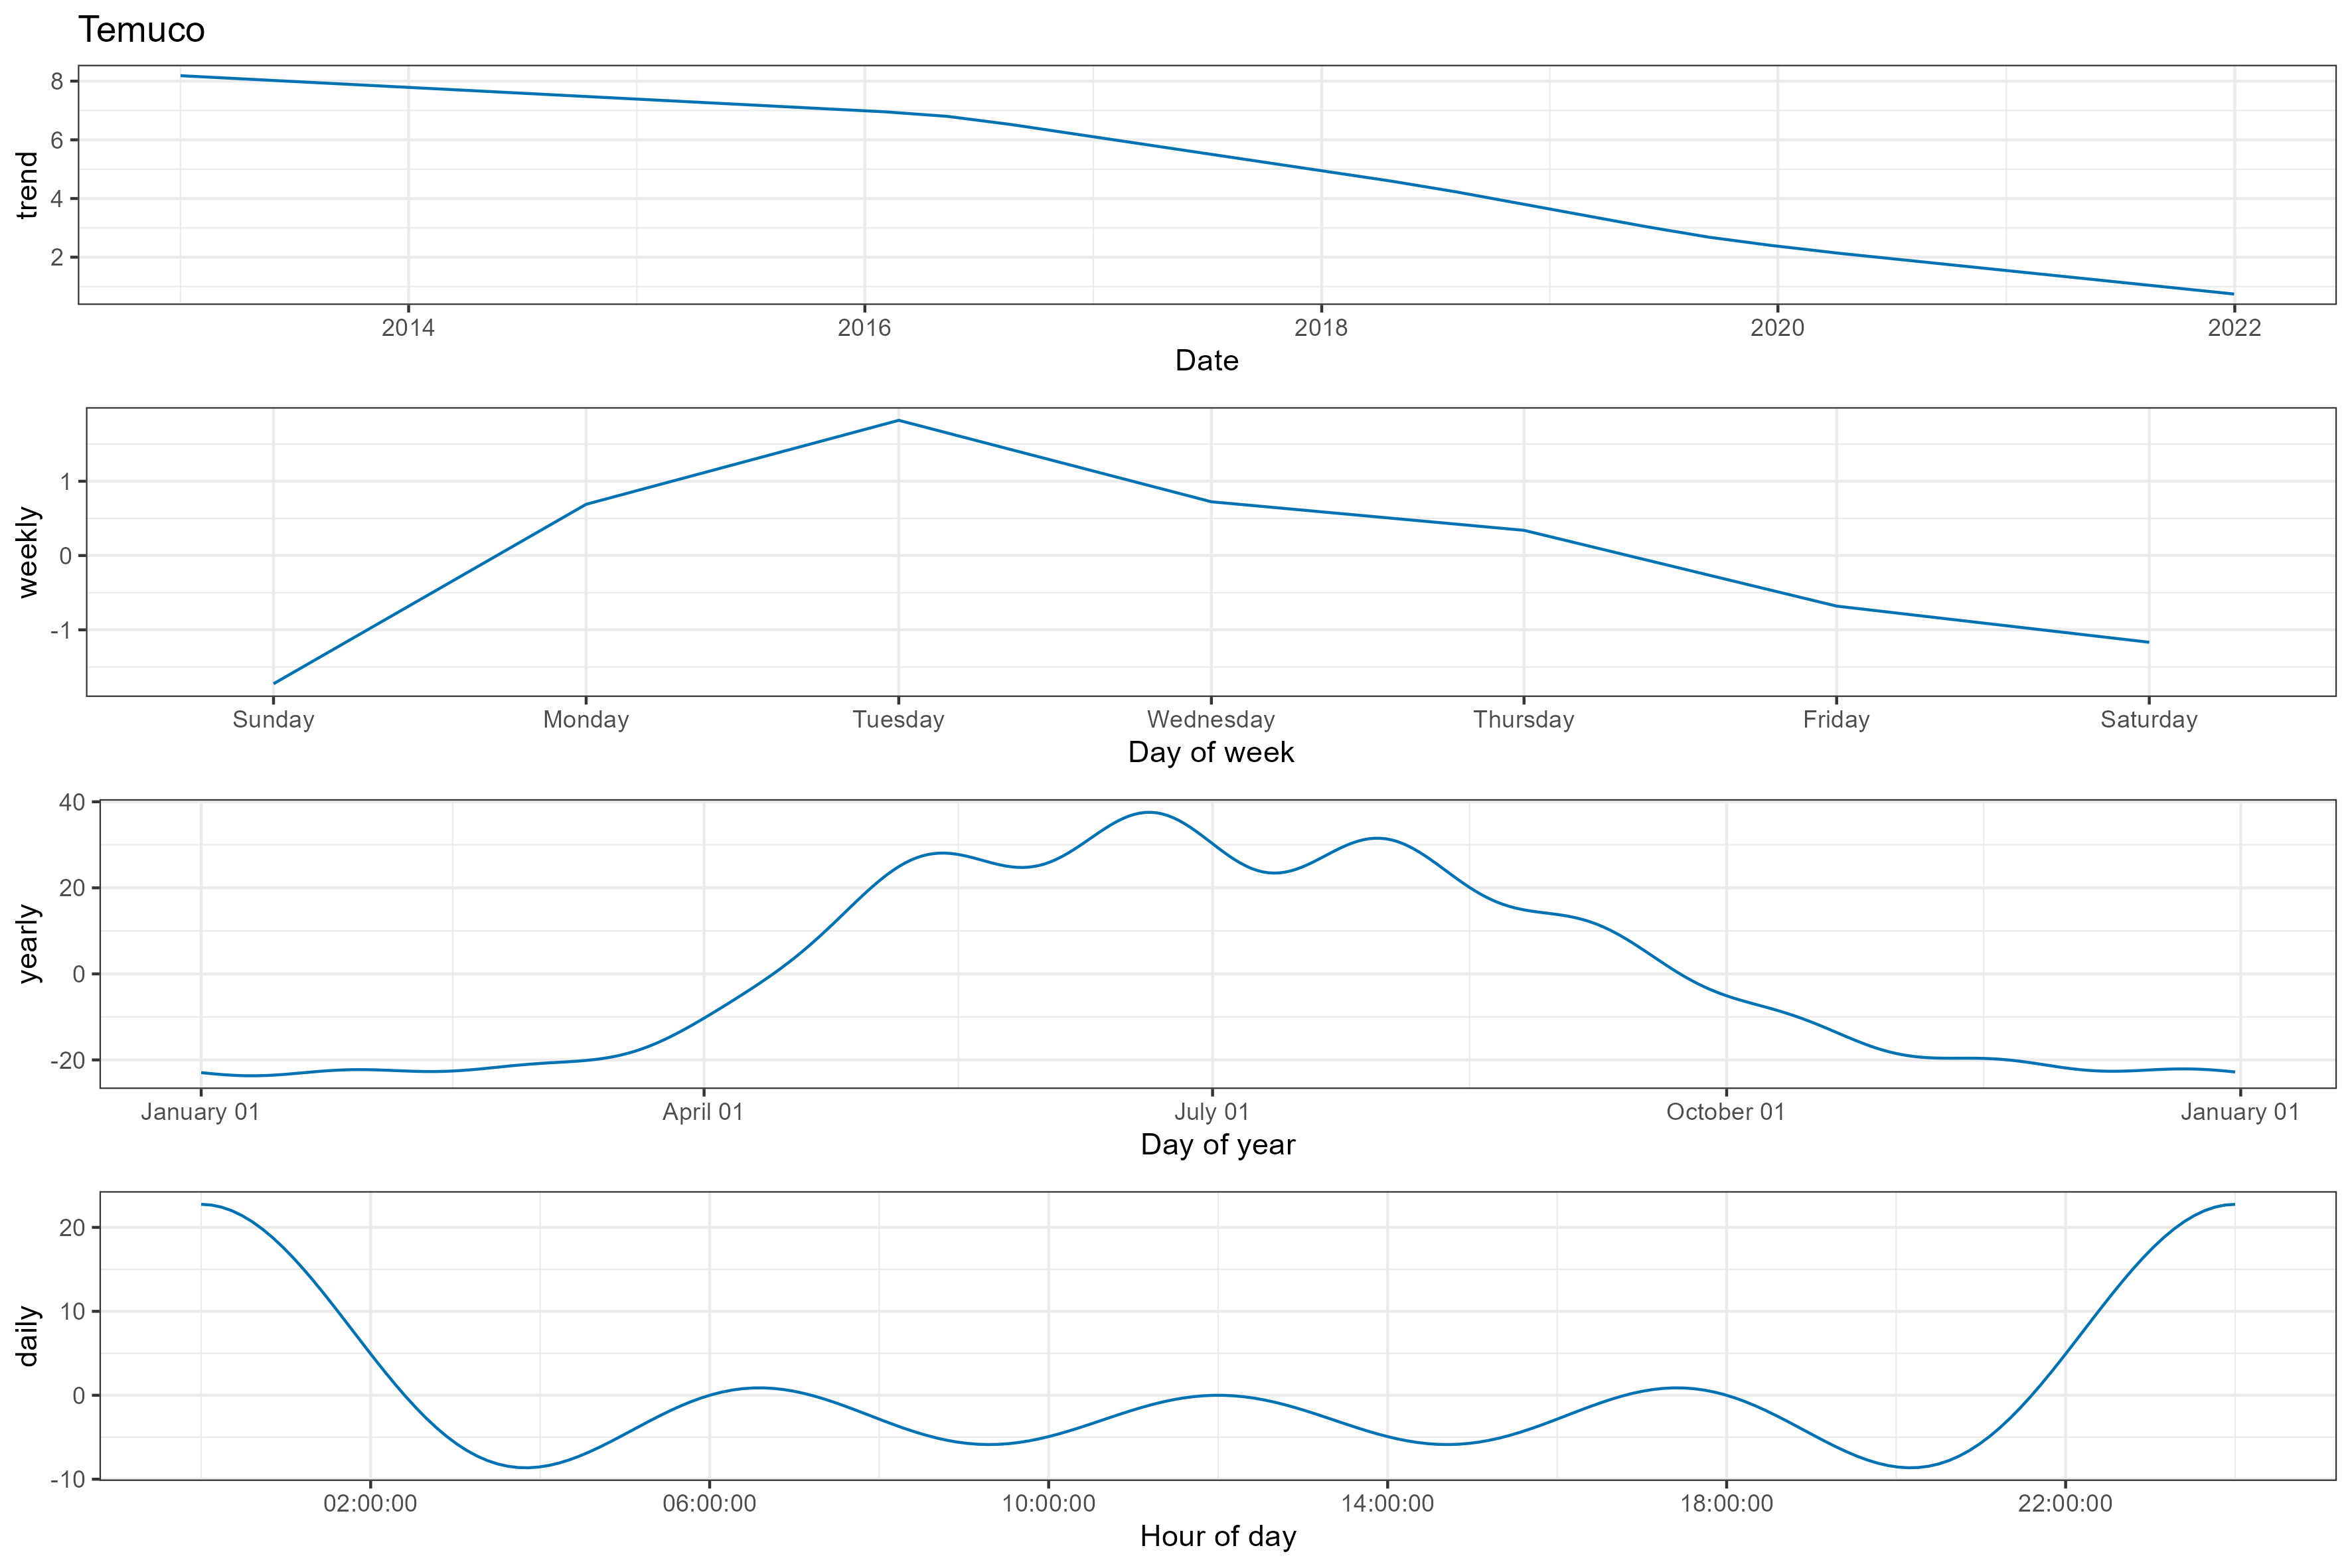 Temuco
8
6
4
2
trend
2014 2016 2018 2020 2022
Date
1
0
-1
weekly
Sunday Monday Tuesday Wednesday Thursday Friday Saturday
Day of week
40
20
0
-20
yearly
January 01 April 01 July 01 October 01 January 01
Day of year
20
10
0
-10
daily
02:00:00 06:00:00 10:00:00 14:00:00 18:00:00 22:00:00
Hour of day